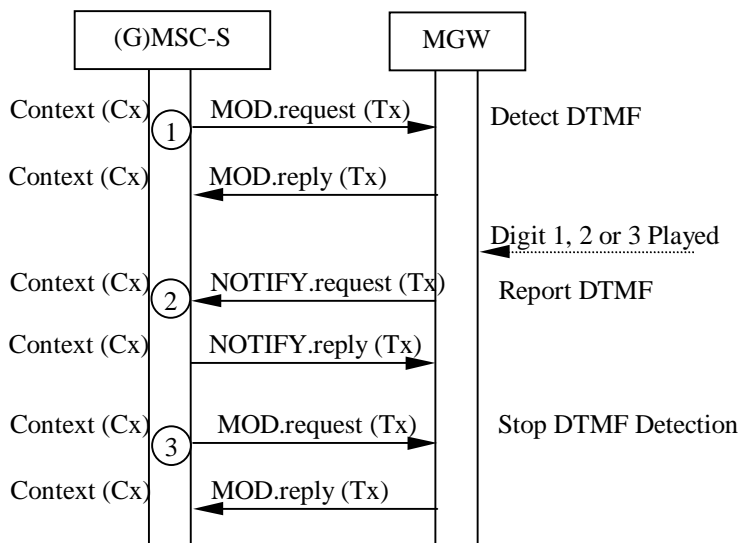 (G)MSC-S
MGW
Context (Cx)
1
MOD.request (Tx)
Detect DTMF
Context (Cx)
MOD.reply (Tx)
Digit 1, 2 or 3 Played
Context (Cx)
2
NOTIFY.request (Tx)
Report DTMF
Context (Cx)
NOTIFY.reply (Tx)
Context (Cx)
3
MOD.request (Tx)
Stop DTMF Detection
Context (Cx)
MOD.reply (Tx)